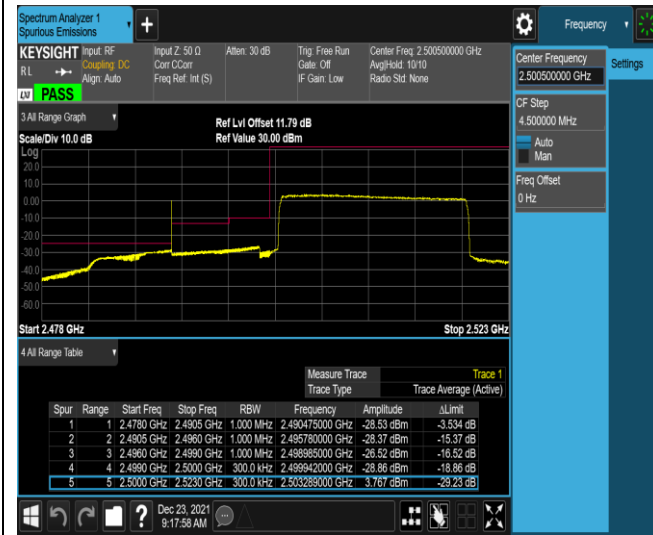 Spectrum Analyzer 1
Spurious Emissions
Frequency
KEYSIGHT Input: RF
Coupling: DC
Align: Auto
Input Z: 50 Ω
Corr CCorr
Freq Ref: Int (S)
Atten: 30 dB
Trig: Free Run
Gate: Off
IF Gain: Low
Center Freq: 2.500500000 GHz
Avg|Hold: 10/10
Radio Std: None
R L
LXI PASS
Center Frequency
2.500500000 GHz
Settings
CF Step
4.500000 MHz
Auto
Man
Freq Offset
0 Hz
3 All Range Graph
Ref Lvl Offset 11.79 dB
Scale/Div 10.0 dB Ref Value 30.00 dBm
Log
20.0
10.0
0.00
-10.0
-20.0
-30.0
-40.0
-50.0
-60.0
Start 2.478 GHz Stop 2.523 GHz
4 All Range Table
Measure Trace Trace 1
Trace Type Trace Average (Active)
Spur Range Start Freq Stop Freq RBW Frequency Amplitude ΔLimit
1 1 2.4780 GHz 2.4905 GHz 1.000 MHz 2.490475000 GHz -28.53 dBm -3.534 dB
2 2 2.4905 GHz 2.4960 GHz 1.000 MHz 2.495780000 GHz -28.37 dBm -15.37 dB
3 3 2.4960 GHz 2.4990 GHz 1.000 MHz 2.498985000 GHz -26.52 dBm -16.52 dB
4 4 2.4990 GHz 2.5000 GHz 300.0 kHz 2.499942000 GHz -28.86 dBm -18.86 dB
5 5 2.5000 GHz 2.5230 GHz 300.0 kHz 2.503289000 GHz 3.767 dBm -29.23 dB
Dec 23, 2021
9:17:58 AM